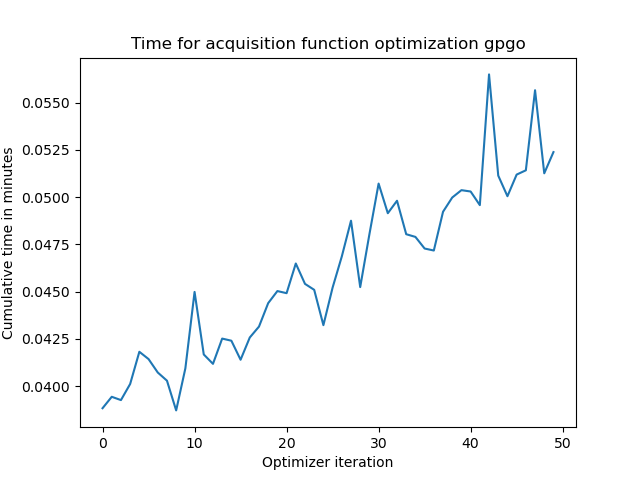 Time for acquisition function optimization gpgo
Cumulative time in minutes
0.0550
0.0525
0.0500
0.0475
0.0450
0.0425
0.0400
0 10 20 30 40 50
Optimizer iteration